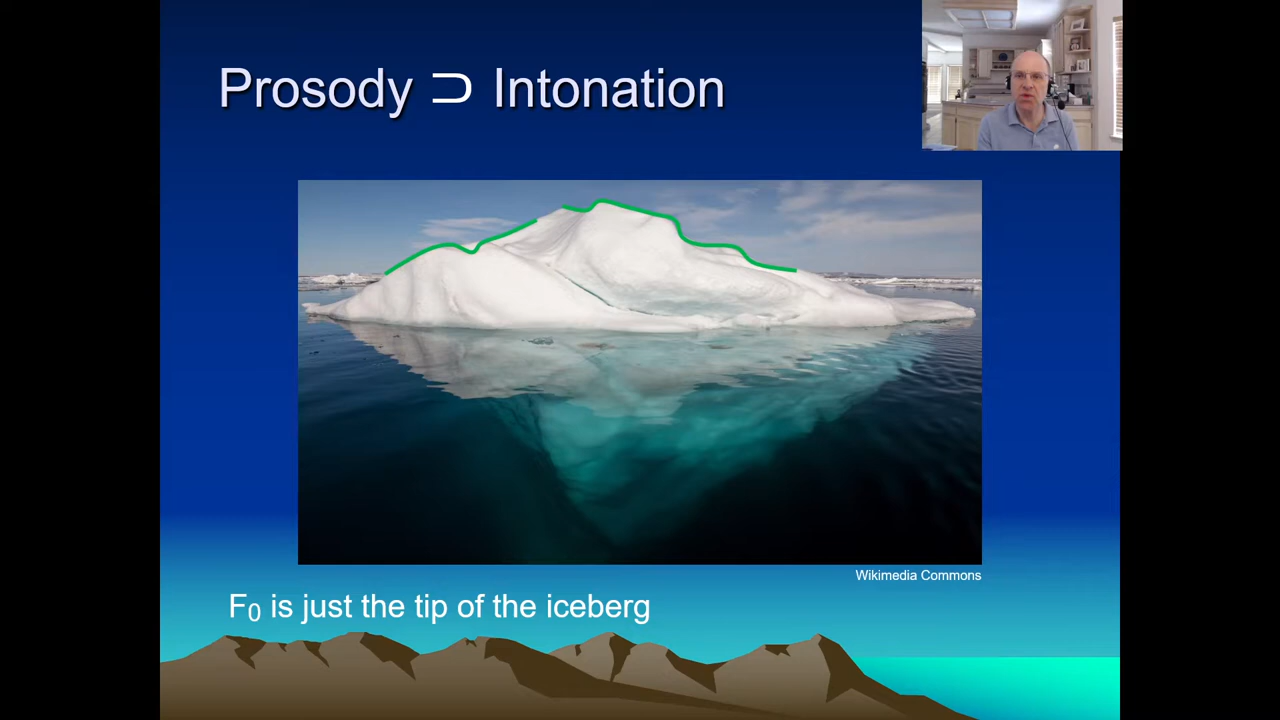 Prosody ⊃ Intonation
Wikimedia Commons
F₀ is just the tip of the iceberg